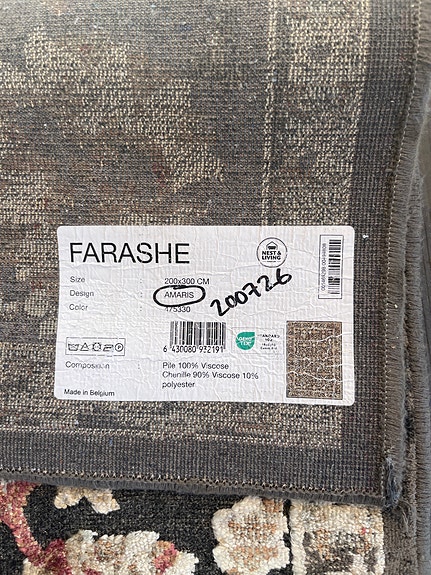 FARASHE
NEST &
LIVING
Size : 200x300 CM
Design : AMARIS
200726
Color : 475330
6 430080 932191
Composition : Pile 100% Viscose
Chenille 90% Viscose 10%
polyester
Made in Belgium